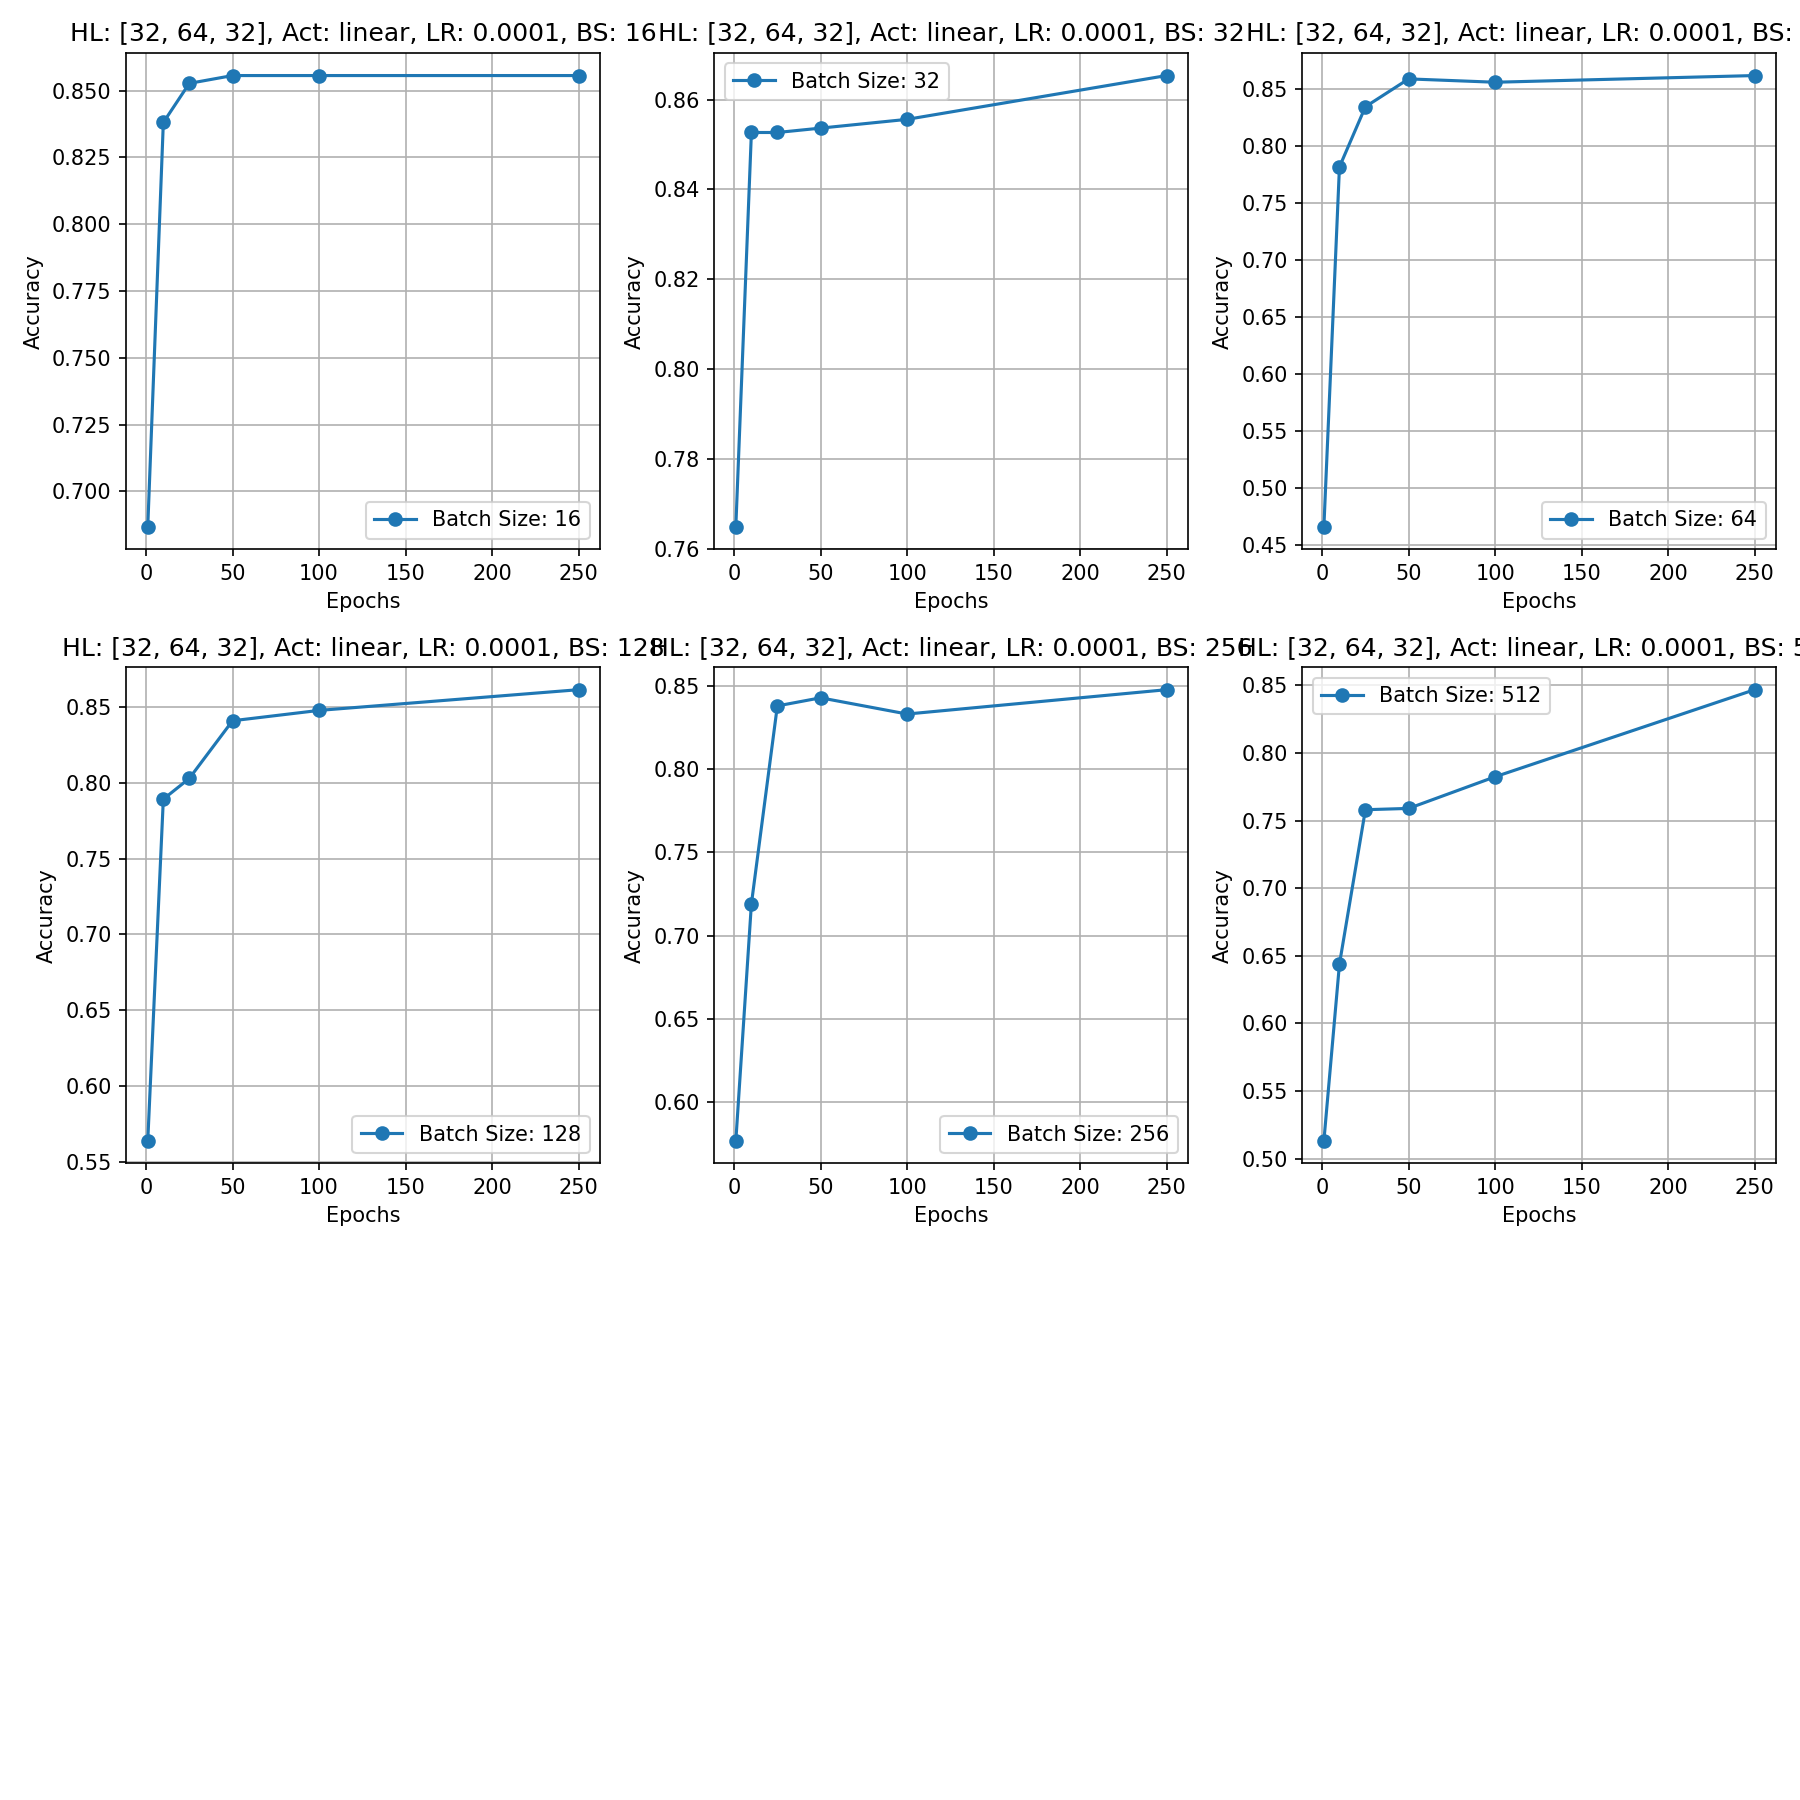 HL: [32, 64, 32], Act: linear, LR: 0.0001, BS: 16
0.850
0.825
0.800
0.775
0.750
0.725
0.700
Accuracy
Batch Size: 16
0 50 100 150 200 250
Epochs
HL: [32, 64, 32], Act: linear, LR: 0.0001, BS: 32
Batch Size: 32
0.86
0.84
0.82
0.80
0.78
0.76
Accuracy
0 50 100 150 200 250
Epochs
HL: [32, 64, 32], Act: linear, LR: 0.0001, BS:
0.85
0.80
0.75
0.70
0.65
0.60
0.55
0.50
0.45
Accuracy
Batch Size: 64
0 50 100 150 200 250
Epochs
HL: [32, 64, 32], Act: linear, LR: 0.0001, BS: 128
0.85
0.80
0.75
0.70
0.65
0.60
0.55
Accuracy
Batch Size: 128
0 50 100 150 200 250
Epochs
HL: [32, 64, 32], Act: linear, LR: 0.0001, BS: 256
0.85
0.80
0.75
0.70
0.65
0.60
Accuracy
Batch Size: 256
0 50 100 150 200 250
Epochs
HL: [32, 64, 32], Act: linear, LR: 0.0001, BS: 5
Batch Size: 512
0.85
0.80
0.75
0.70
0.65
0.60
0.55
0.50
Accuracy
0 50 100 150 200 250
Epochs